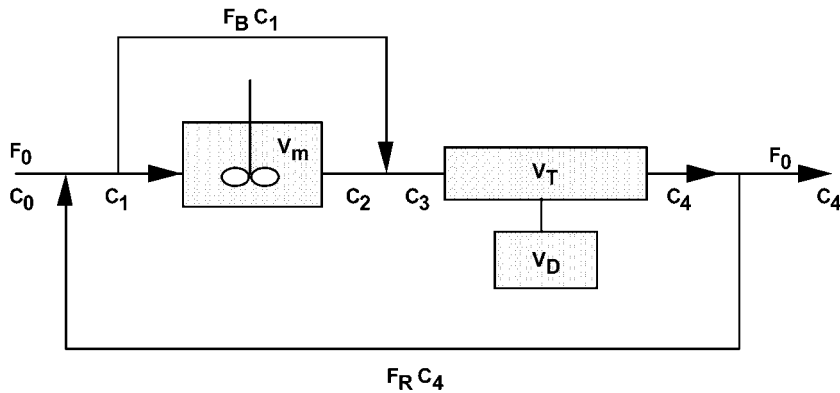 F_B C_1
F_0
V_m
F_0
C_0
C_1
C_2
C_3
V_T
C_4
C_4
V_D
F_R C_4